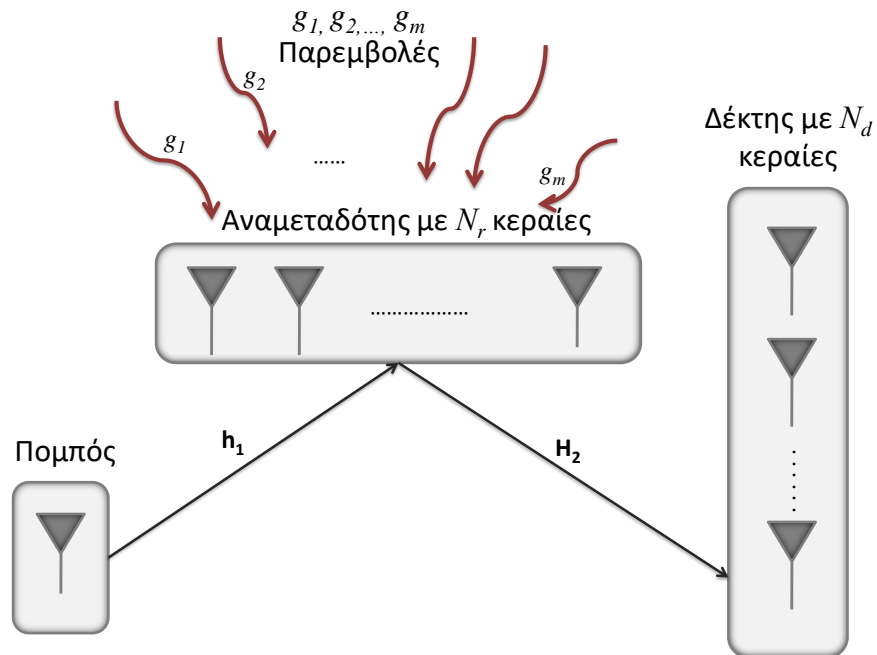 g1, g2,..., gm
Παρεμβολές
g2
g1
......
gm
Δέκτης με Nd
κεραίες
Αναμεταδότης με Nr κεραίες
..................
h1
H2
Πομπός